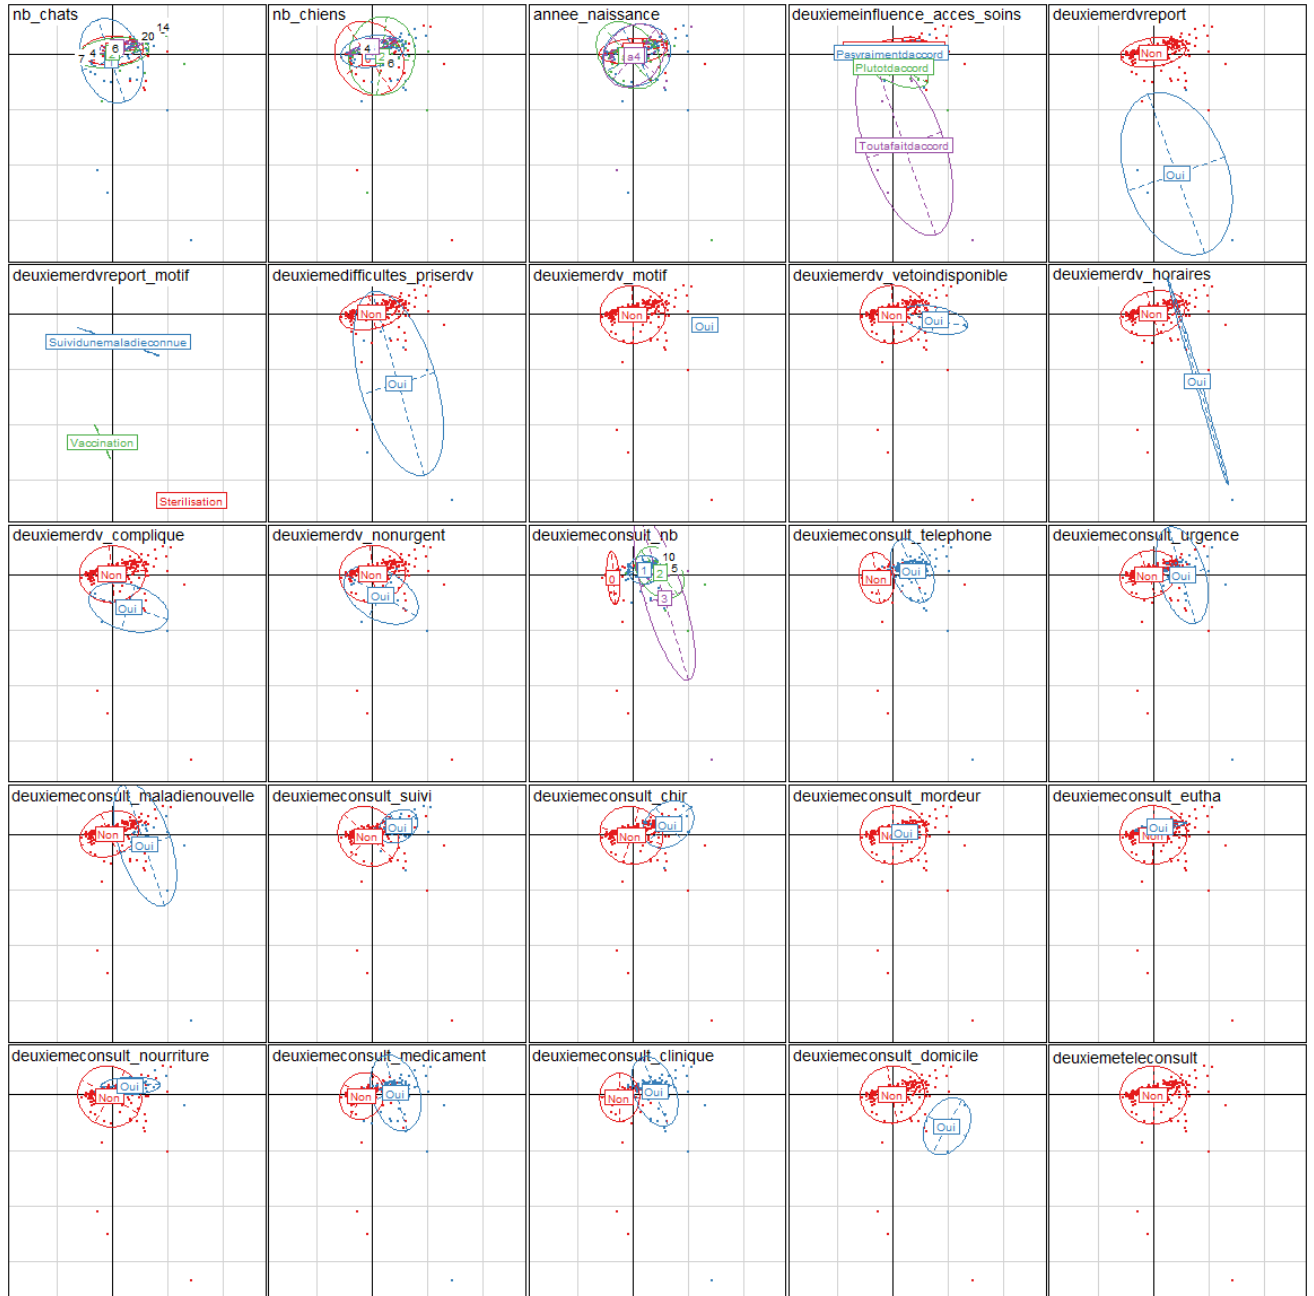 nb_chats
14
20
6
7 4
nb_chiens
4
6
annee_naissance
a4
deuxiemeinfluence_acces_soins
Pasvraimentdaccord
Plutotdaccord
Toutafaitdaccord
deuxiemerdvreport
Non
Oui
deuxiemerdvreport_motif
Suividunemaladieconnue
Vaccination
Sterilisation
deuxiemedifficultes_priserdv
Non
Oui
deuxiemerdv_motif
Non
Oui
deuxiemerdv_vetoindisponible
Non
Oui
deuxiemerdv_horaires
Non
Oui
deuxiemerdv_complique
Non
Oui
deuxiemerdv_nonurgent
Non
Oui
deuxiemeconsult_nb
10
5
0
1
2
3
deuxiemeconsult_telephone
Oui
Non
deuxiemeconsult_urgence
Non
Oui
deuxiemeconsult_maladienouvelle
Non
Oui
deuxiemeconsult_suivi
Oui
Non
deuxiemeconsult_chir
Oui
Non
deuxiemeconsult_mordeur
Oui
deuxiemeconsult_eutha
Oui
Non
deuxiemeconsult_nourriture
Oui
Non
deuxiemeconsult_medicament
Non
Oui
deuxiemeconsult_clinique
Oui
Non
deuxiemeconsult_domicile
Non
Oui
deuxiemeteleconsult
Non